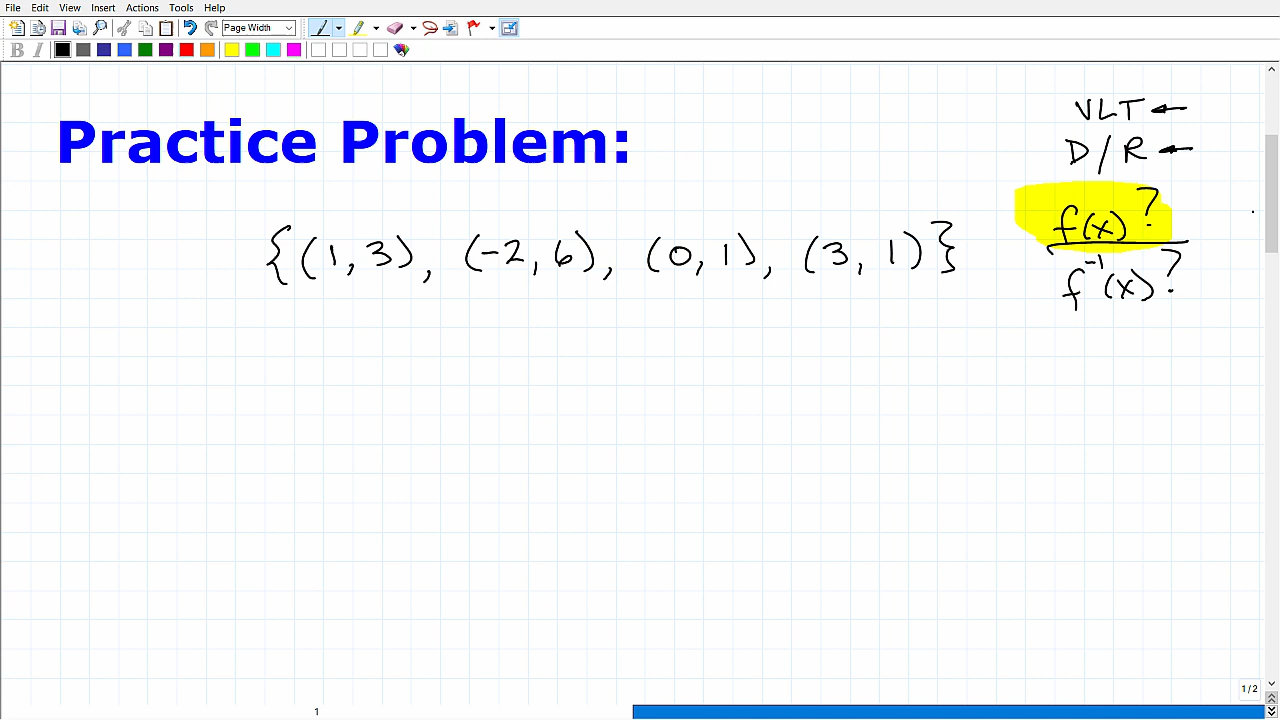 File Edit View Insert Actions Tools Help
Page Width
B I
Practice Problem:
VLT ←
D/R ←
f(x)?
f⁻¹(x)?
{(1,3), (-2,6), (0,1), (3,1)}
1/2
1